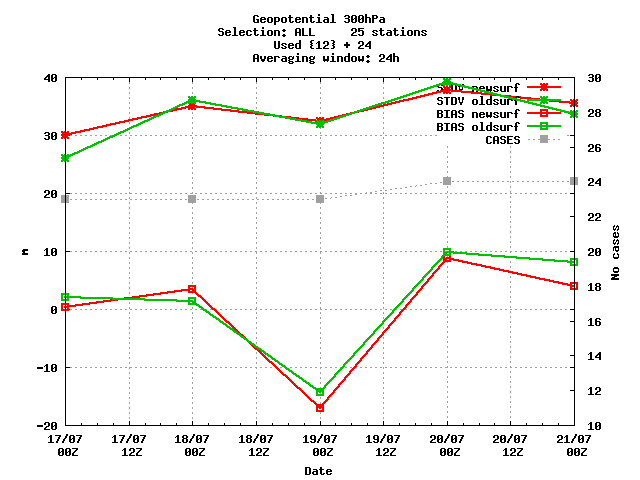 Geopotential 300hPa
Selection: ALL 25 stations
Used {12} + 24
Averaging window: 24h
40
30
20
10
0
-10
-20
m
30
28
26
24
22
20
18
16
14
12
10
No cases
STDV newsurf
STDV oldsurf
BIAS newsurf
BIAS oldsurf
CASES
17/07 17/07 18/07 18/07 19/07 19/07 20/07 20/07 21/07
00Z 12Z 00Z 12Z 00Z 12Z 00Z 12Z 00Z
Date